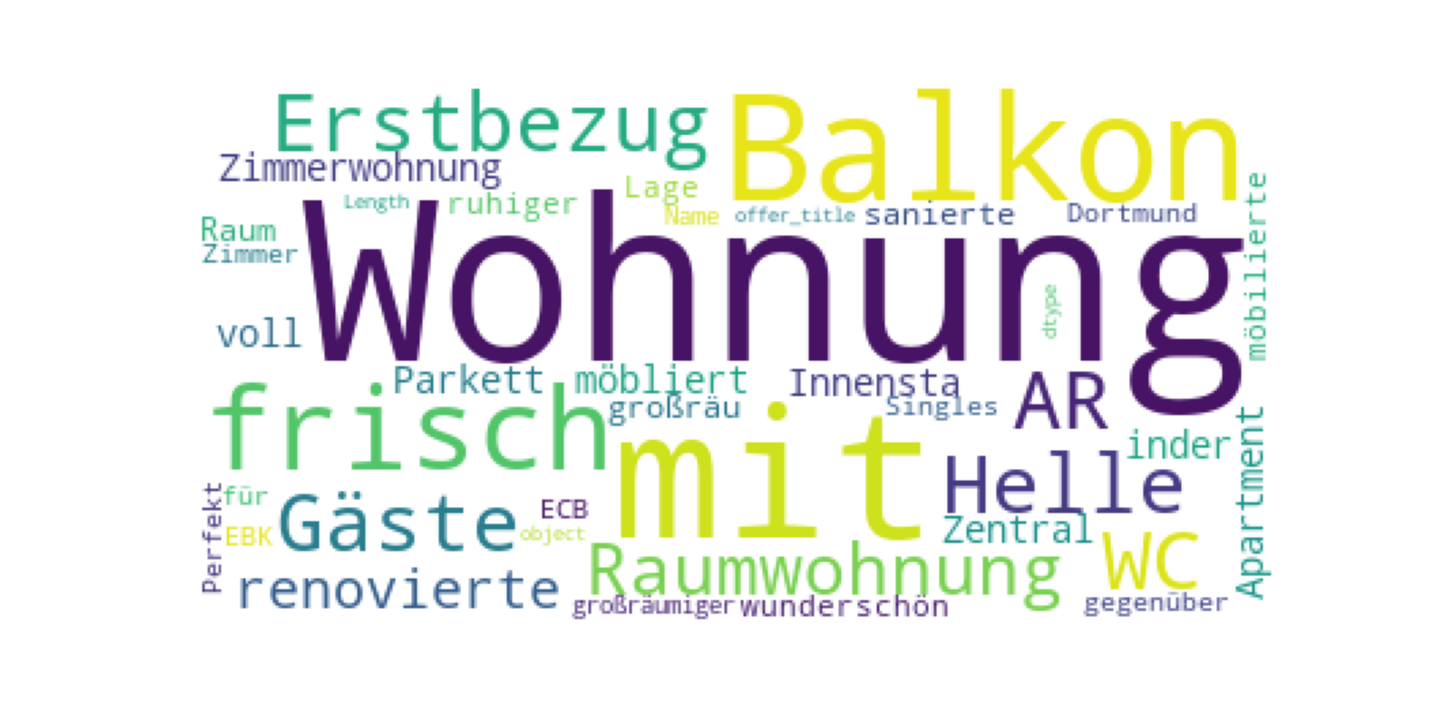 Erstbezug
Balkon
Zimmerwohnung
Length
ruhiger
Lage
Name
offer_title
sanierte
Dortmund
möbilierte
Raum
Zimmer
Wohnung
dtype
voll
Parkett
möbliert
Innensta
AR
frisch
großräu
mit
Singles
inder
Helle
Apartment
Perfekt
für
EBK
Gäste
ECB
object
Zentral
WC
renovierte
Raumwohnung
großräumiger
wunderschön
gegenüber